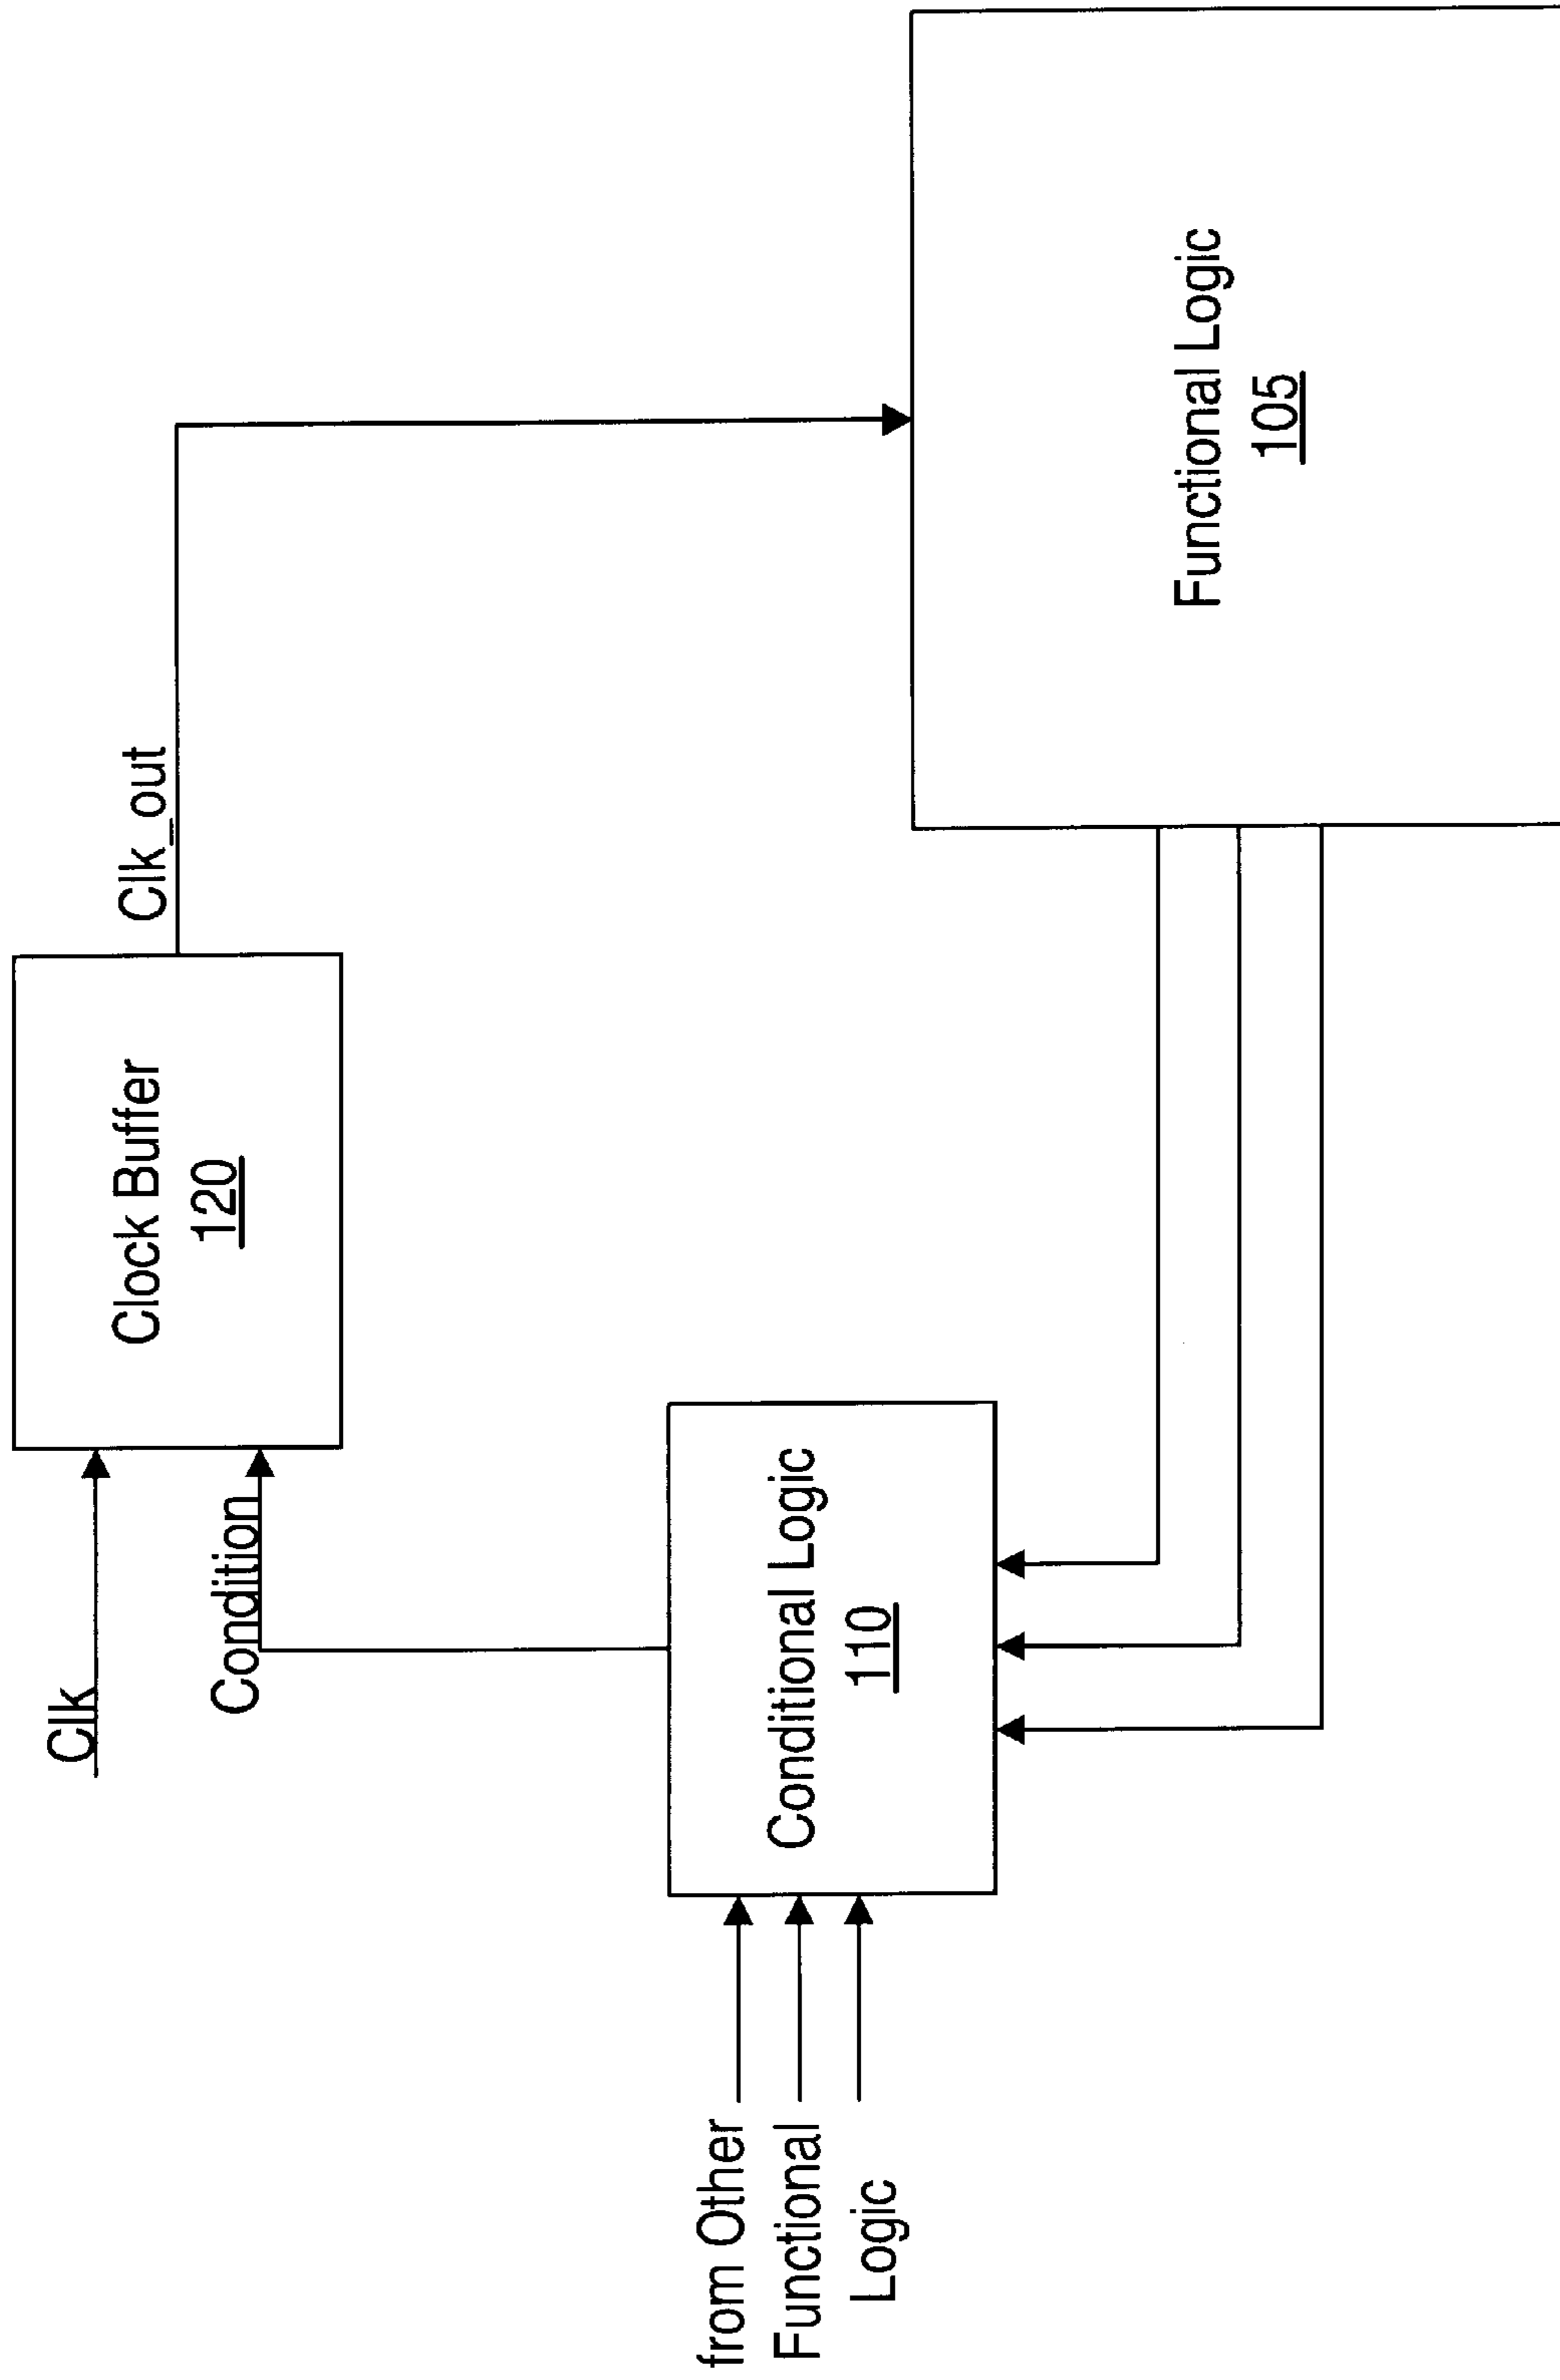 Clk
Condition
Clock Buffer
120
Clk_out
from Other
Functional
Logic
Conditional Logic
110
Functional Logic
105